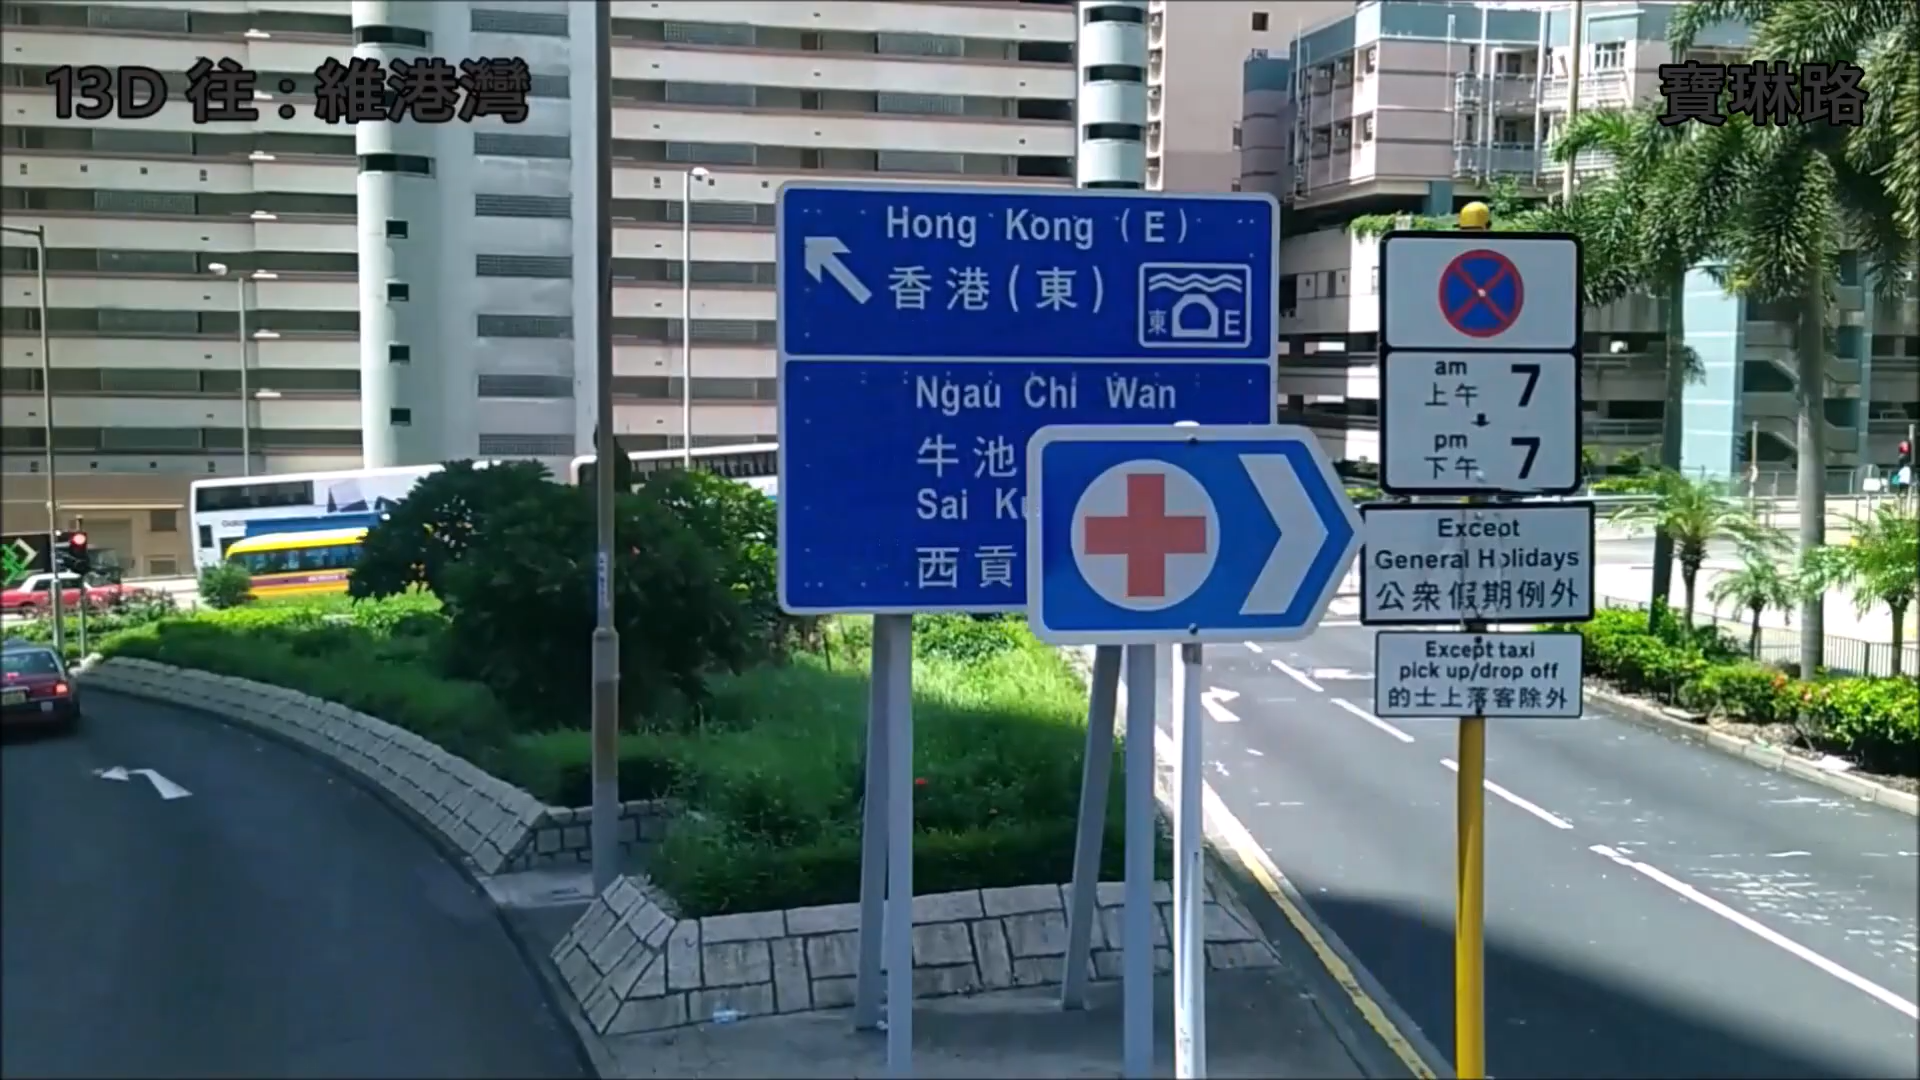 13D 往 : 維港灣
寶琳路
Hong Kong (E)
香港(東)
東 E
Ngau Chi Wan
牛池
Sai
西貢
am
上午 7
pm
下午 7
Except
General Holidays
公眾假期例外
Except taxi
pick up/drop off
的士上落客除外